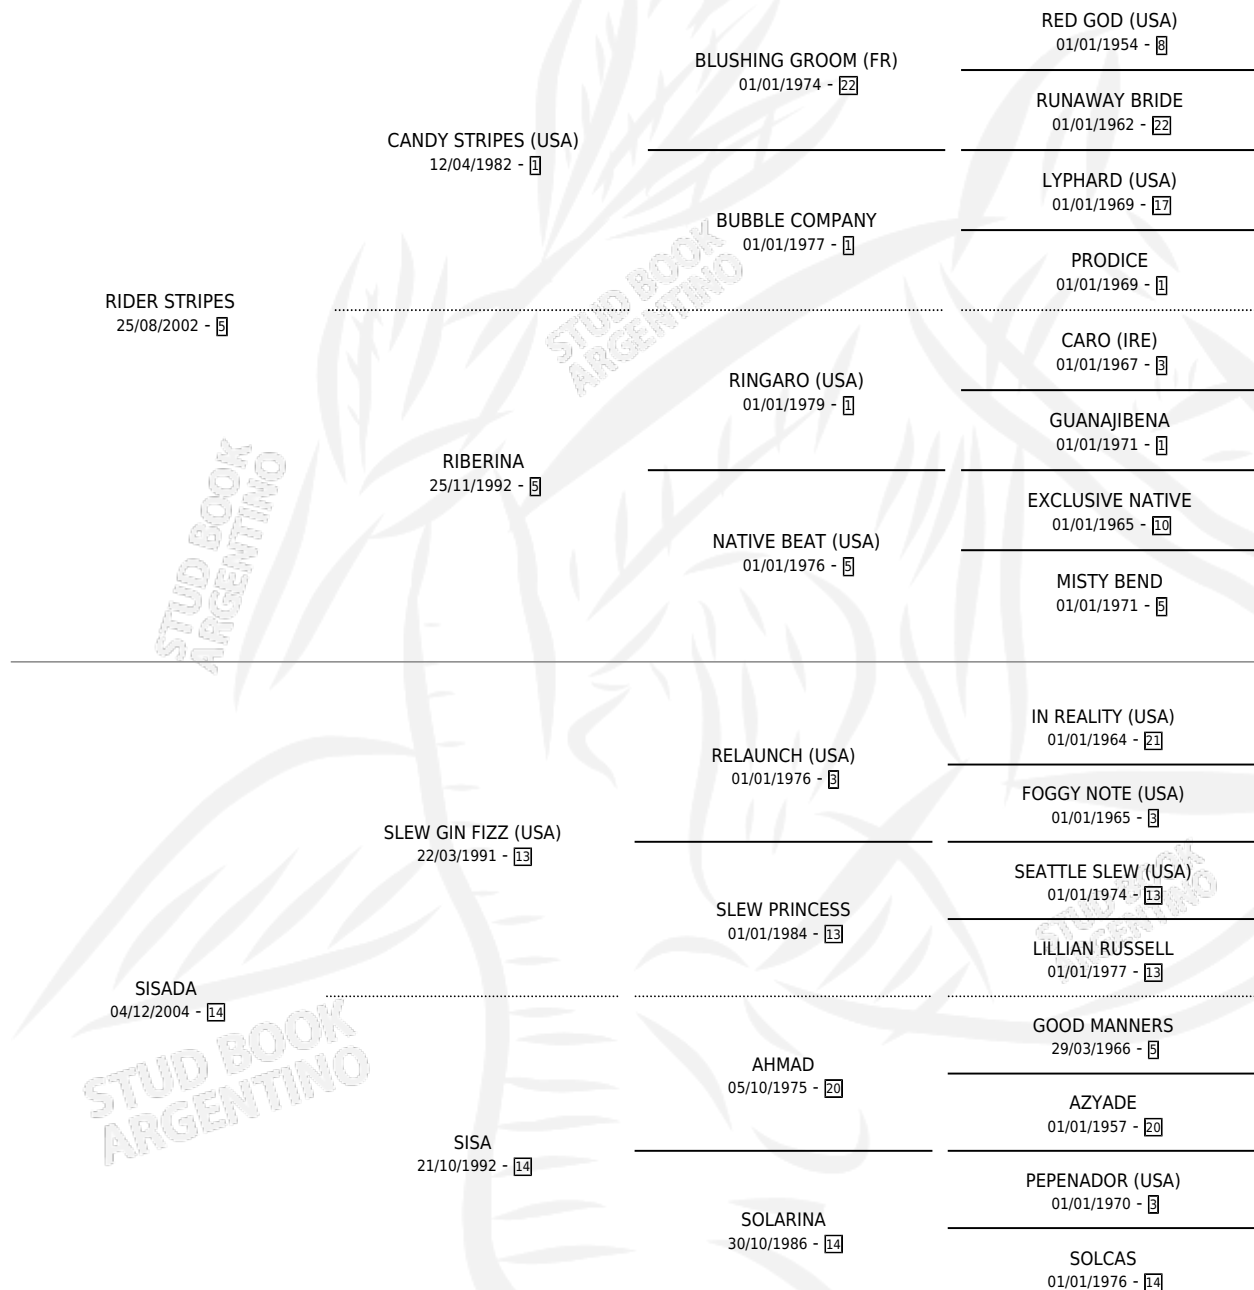 RIDER STRIPES
25/08/2002 - 5
CANDY STRIPES (USA)
12/04/1982 - 1
BLUSHING GROOM (FR)
01/01/1974 - 22
RED GOD (USA)
01/01/1954 - 8
RUNAWAY BRIDE
01/01/1962 - 22
BUBBLE COMPANY
01/01/1977 - 1
LYPHARD (USA)
01/01/1969 - 17
PRODICE
01/01/1969 - 1
RIBERINA
25/11/1992 - 5
RINGARO (USA)
01/01/1979 - 1
CARO (IRE)
01/01/1967 - 3
GUANAJIBENA
01/01/1971 - 1
NATIVE BEAT (USA)
01/01/1976 - 5
EXCLUSIVE NATIVE
01/01/1965 - 10
MISTY BEND
01/01/1971 - 5
SISADA
04/12/2004 - 14
SLEW GIN FIZZ (USA)
22/03/1991 - 13
RELAUNCH (USA)
01/01/1976 - 3
IN REALITY (USA)
01/01/1964 - 21
FOGGY NOTE (USA)
01/01/1965 - 3
SLEW PRINCESS
01/01/1984 - 13
SEATTLE SLEW (USA)
01/01/1974 - 13
LILLIAN RUSSELL
01/01/1977 - 13
SISA
21/10/1992 - 14
AHMAD
05/10/1975 - 20
GOOD MANNERS
29/03/1966 - 5
AZYADE
01/01/1957 - 20
SOLARINA
30/10/1986 - 14
PEPENADOR (USA)
01/01/1970 - 3
SOLCAS
01/01/1976 - 14
STUD BOOK
ARGENTINO
STUD BOOK
ARGENTINO
STUD BOOK
ARGENTINO
STUD BOOK
ARGENTINO